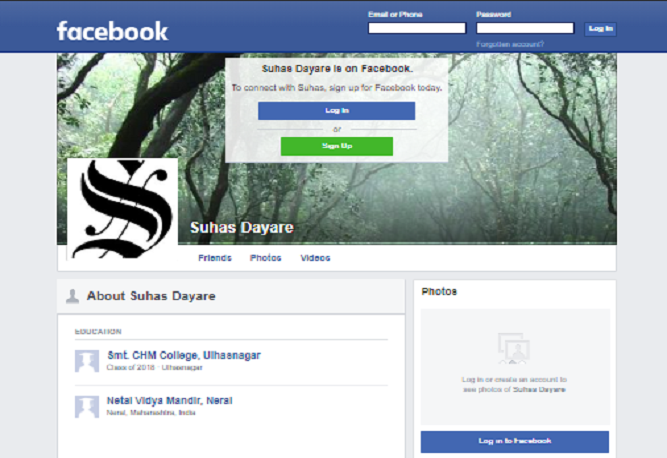 facebook
Email or Phone
Password
Log In
Forgotten account?
Suhas Dayare is on Facebook.
To connect with Suhas, sign up for Facebook today.
Log In
or
Sign Up
Suhas Dayare
Friends
Photos
Videos
About Suhas Dayare
EDUCATION
Smt. CHM College, Ulhasnagar
Class of 2018 · Ulhasnagar
Netaji Vidya Mandir, Neral
Neral, Maharashtra, India
Photos
Log in or create an account to
see photos of Suhas Dayare
Log in to Facebook